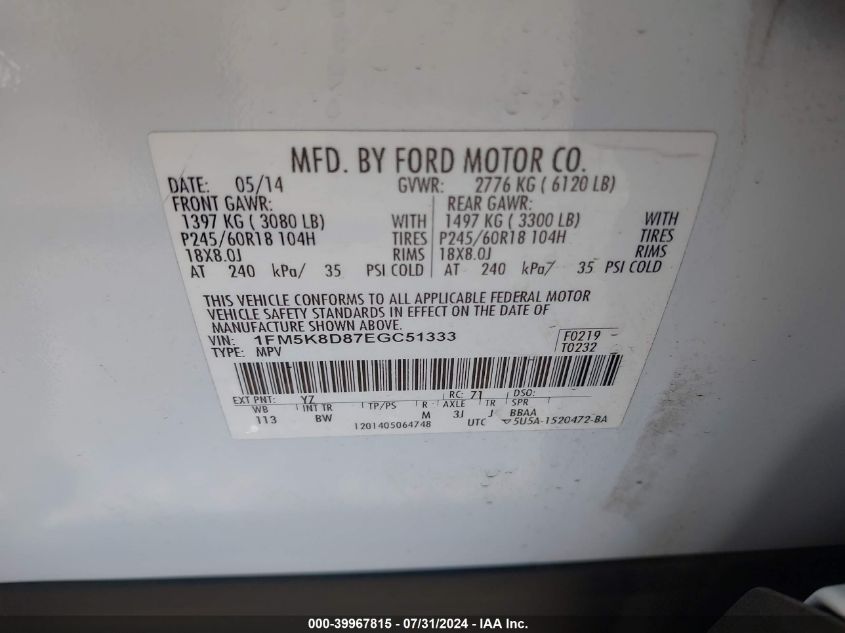 MFD. BY FORD MOTOR CO.
DATE: 05/14 GVWR: 2776 KG ( 6120 LB)
FRONT GAWR: REAR GAWR:
1397 KG ( 3080 LB) WITH 1497 KG ( 3300 LB) WITH
P245/60R18 104H TIRES P245/60R18 104H TIRES
18X8.0J RIMS 18X8.0J RIMS
AT 240 kPa/ 35 PSI COLD AT 240 kPa/ 35 PSI COLD
THIS VEHICLE CONFORMS TO ALL APPLICABLE FEDERAL MOTOR
VEHICLE SAFETY STANDARDS IN EFFECT ON THE DATE OF
MANUFACTURE SHOWN ABOVE.
VIN: 1FM5K8D87EGC51333 F0219
TYPE: MPV T0232
EXT PNT: YZ RC: 71 DSO:
WB INT TR TP/PS R AXLE TR SPR
113 BW M 3J J BBAA
1201405064748 UTC 5U5A-1520472-BA
000-39967815 - 07/31/2024 - IAA Inc.